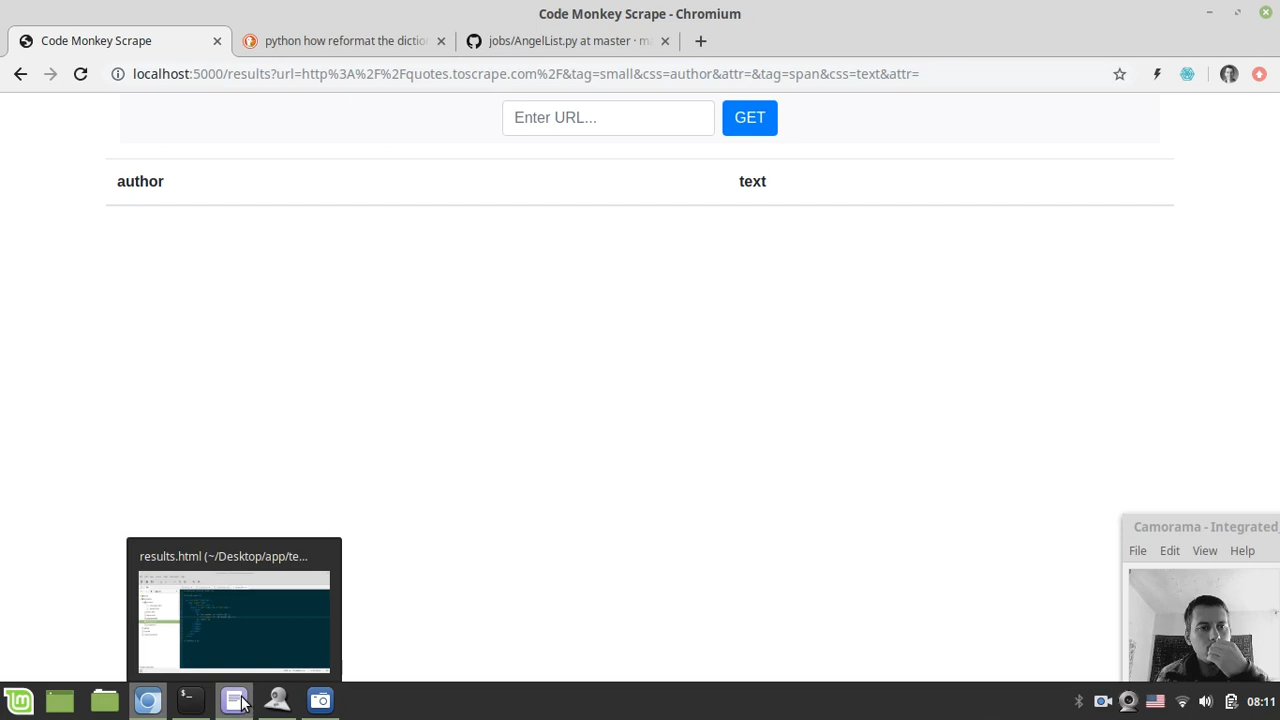 Code Monkey Scrape - Chromium
Code Monkey Scrape
python how reformat the dictio
jobs/AngelList.py at master · m
localhost:5000/results?url=http%3A%2F%2Fquotes.toscrape.com%2F&tag=small&css=author&attr=&tag=span&css=text&attr=
Enter URL...
GET
author
text
Camorama - Integrated
File Edit View Help
results.html (~/Desktop/app/te...
08:11